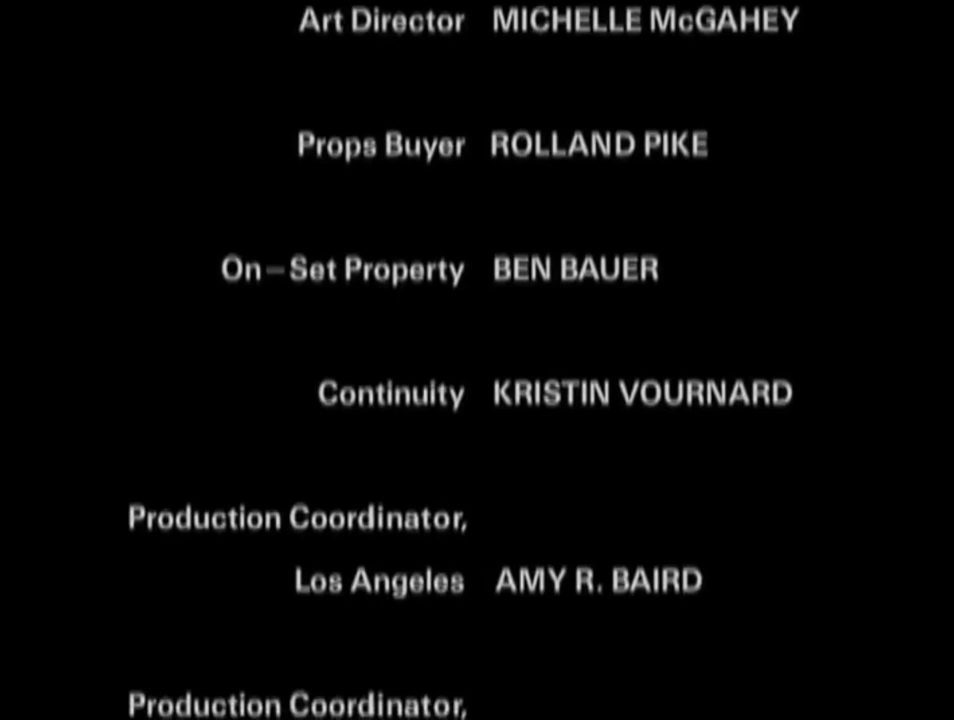 Art Director MICHELLE McGAHEY
Props Buyer ROLLAND PIKE
On-Set Property BEN BAUER
Continuity KRISTIN VOURNARD
Production Coordinator,
Los Angeles AMY R. BAIRD
Production Coordinator,